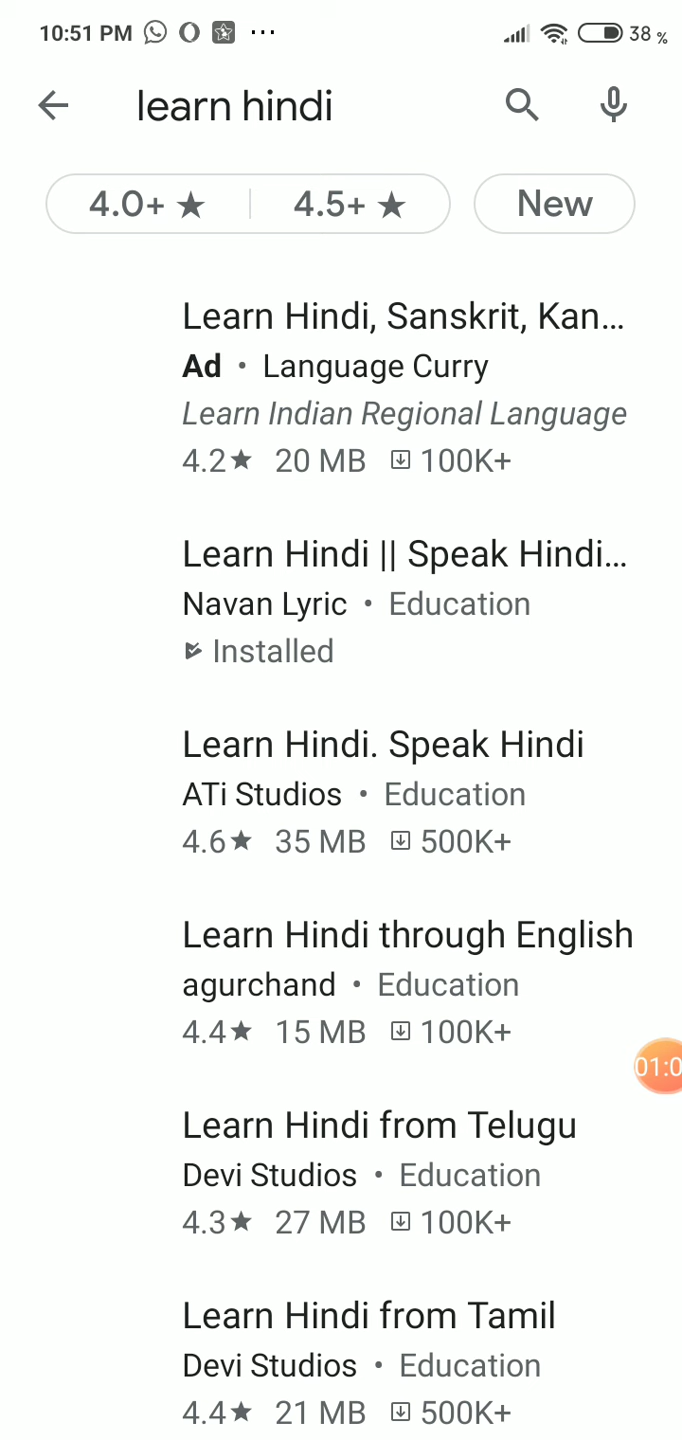 10:51 PM ... 38 %
learn hindi
4.0+ ★ 4.5+ ★ New
Learn Hindi, Sanskrit, Kan...
Ad • Language Curry
Learn Indian Regional Language
4.2★ 20 MB 100K+
Learn Hindi || Speak Hindi...
Navan Lyric • Education
Installed
Learn Hindi. Speak Hindi
ATi Studios • Education
4.6★ 35 MB 500K+
Learn Hindi through English
agurchand • Education
4.4★ 15 MB 100K+
01:0
Learn Hindi from Telugu
Devi Studios • Education
4.3★ 27 MB 100K+
Learn Hindi from Tamil
Devi Studios • Education
4.4★ 21 MB 500K+